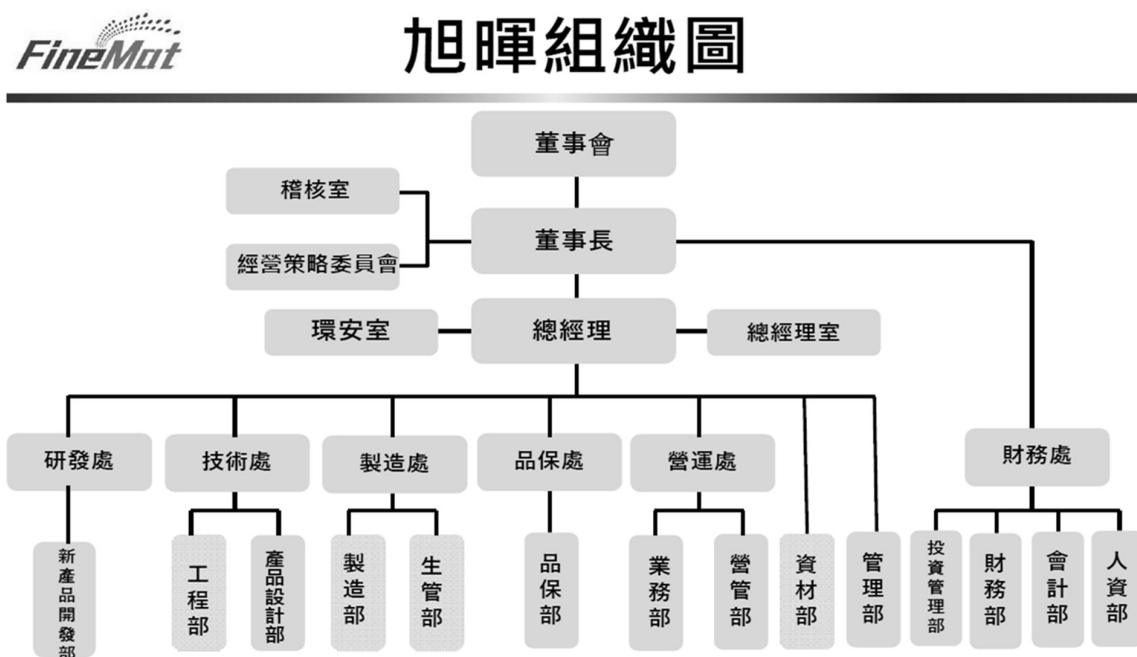 FineMat
旭暉組織圖
董事會
稽核室
董事長
經營策略委員會
環安室
總經理
總經理室
研發處
技術處
製造處
品保處
營運處
財務處
新產品開發部
工程部
產品設計部
製造部
生管部
品保部
業務部
營管部
資材部
管理部
投資管理部
財務部
會計部
人資部